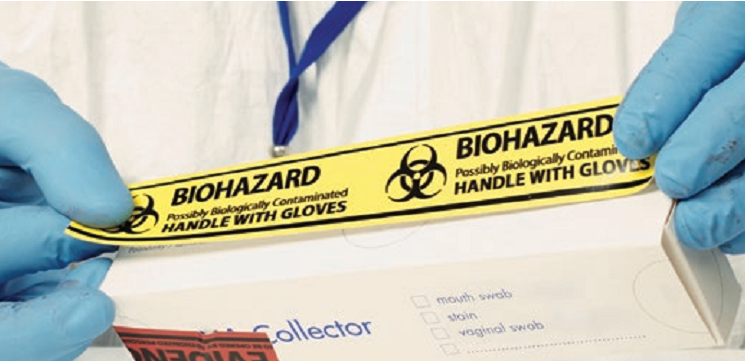 BIOHAZARD
Possibly Biologically Contaminated
HANDLE WITH GLOVES
BIOHAZARD
Possibly Biologically Contamin
HANDLE WITH GLOVES
Collector
mouth swab
stain
vaginal swab
EVIDEN